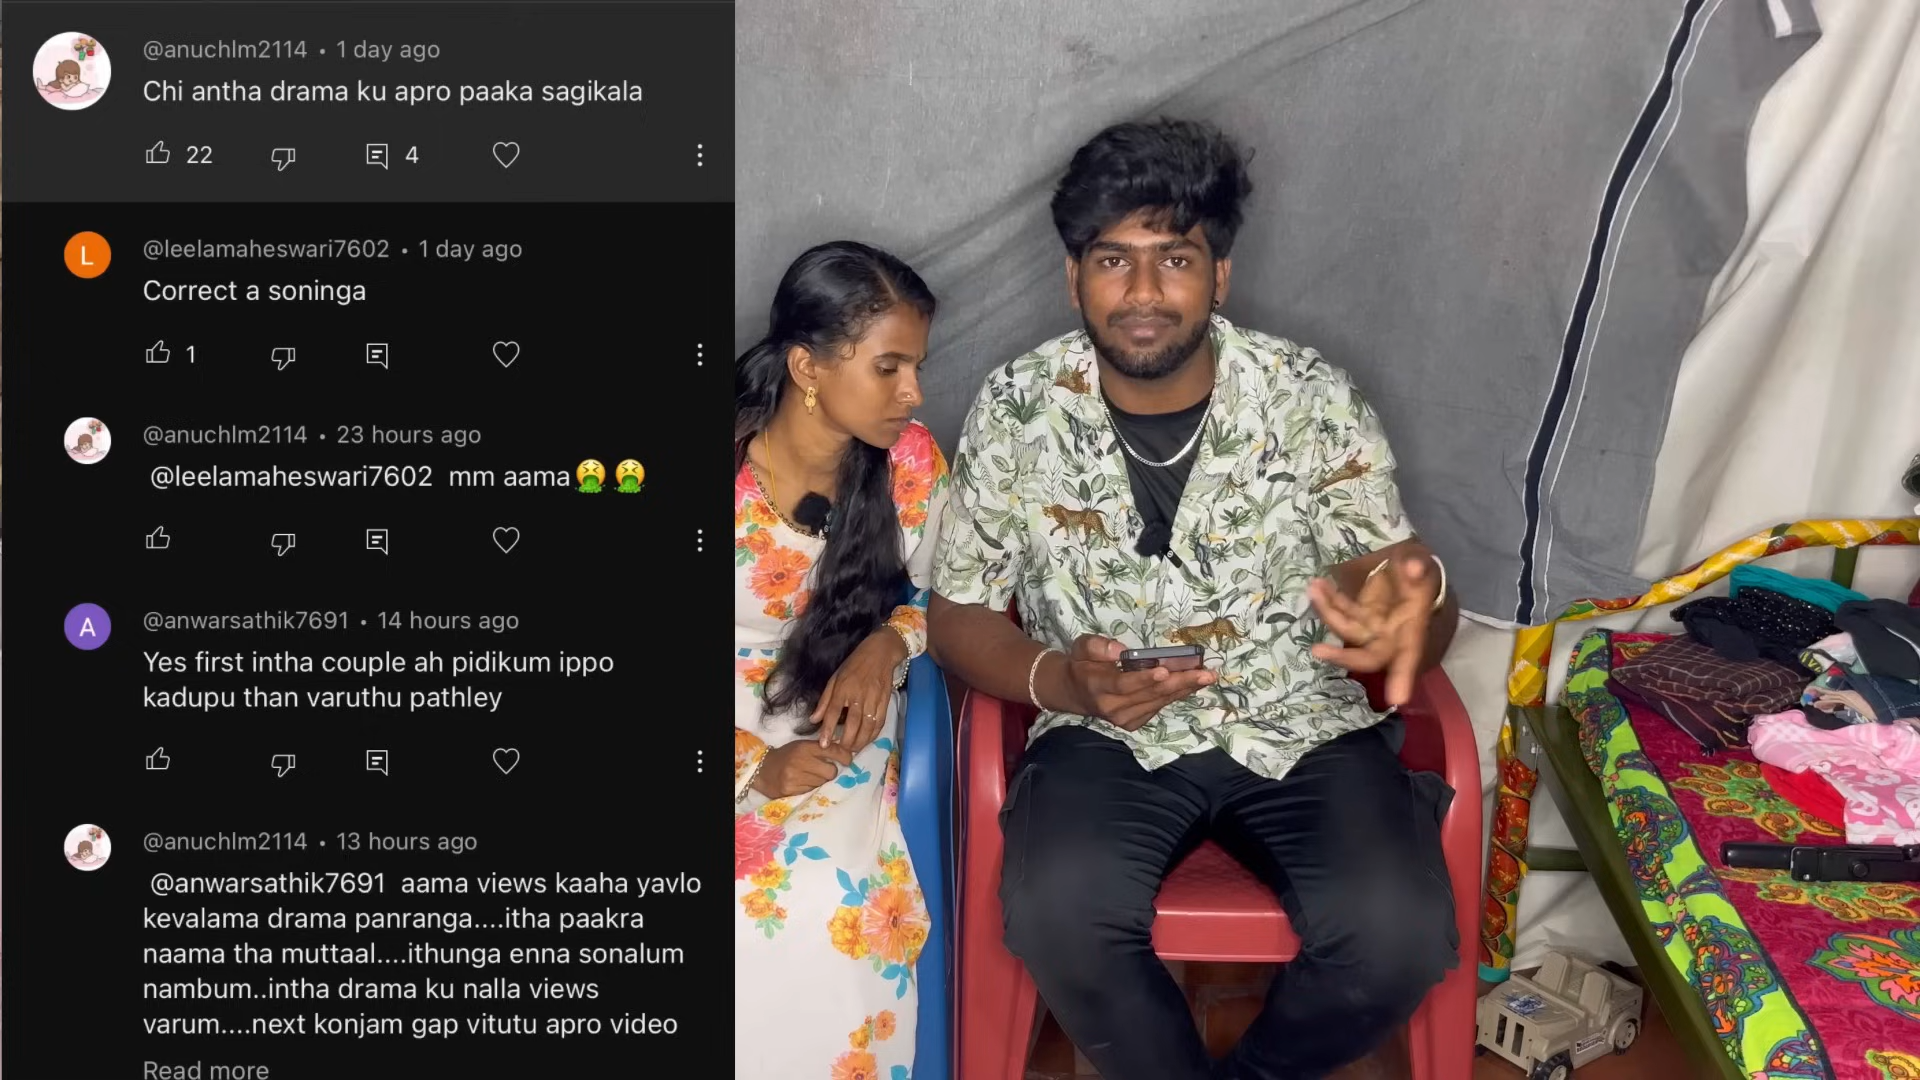 @anuchlm2114 • 1 day ago
Chi antha drama ku apro paaka sagikala
22
4
L
@leelamaheswari7602 • 1 day ago
Correct a soninga
1
@anuchlm2114 • 23 hours ago
@leelamaheswari7602 mm aama🤮🤮
A
@anwarsathik7691 • 14 hours ago
Yes first intha couple ah pidikum ippo
kadupu than varuthu pathley
@anuchlm2114 • 13 hours ago
@anwarsathik7691 aama views kaaha yavlo
kevalama drama panranga....itha paakra
naama tha muttaal....ithunga enna sonalum
nambum..intha drama ku nalla views
varum....next konjam gap vitutu apro video
Read more